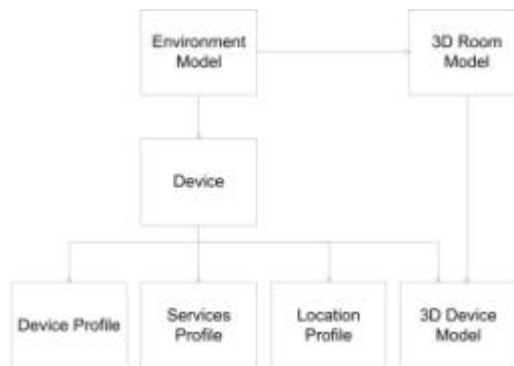 Environment
Model
3D Room
Model
Device
Device Profile
Services
Profile
Location
Profile
3D Device
Model